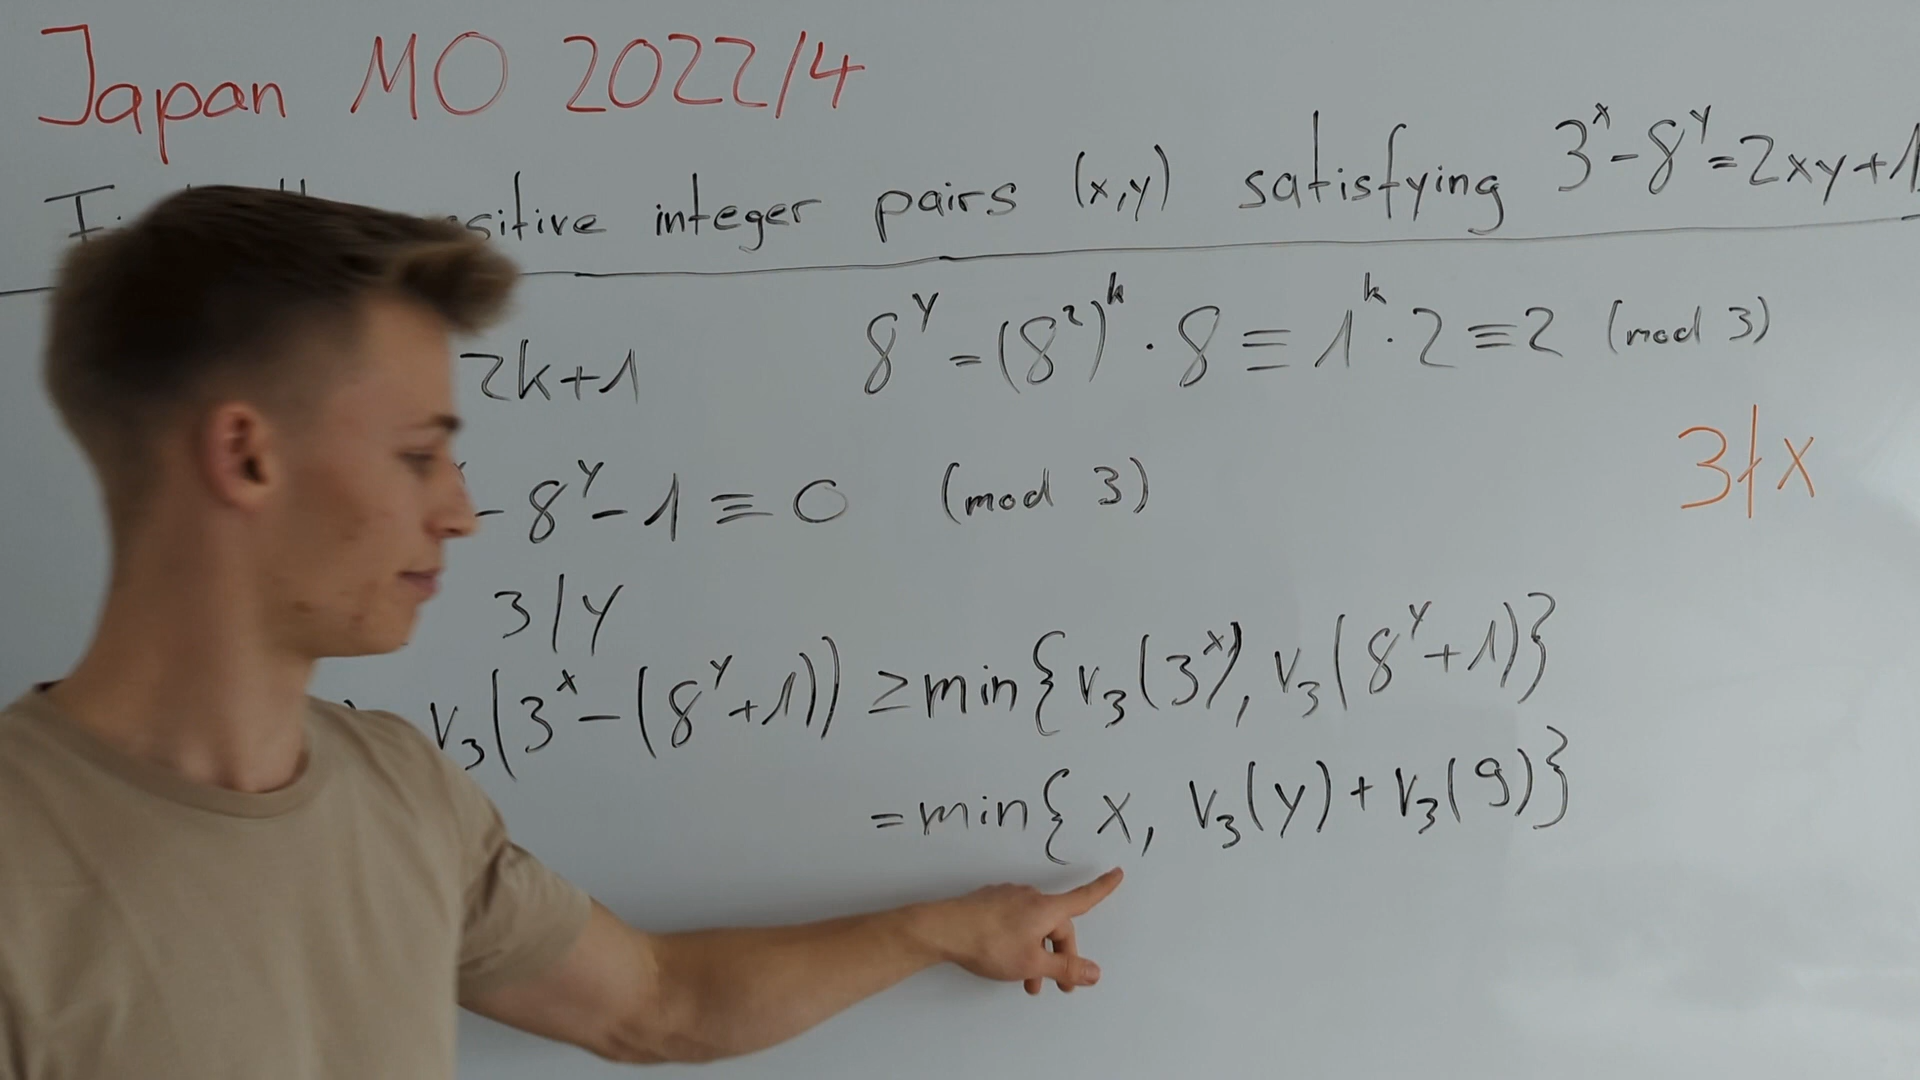 Japan MO 2022/4
integer pairs (x,y) satisfying 3^x - 8^y = 2xy + 1
2k+1 8^y = (8^2)^k · 8 ≡ 1^k · 2 ≡ 2 (mod 3)
- 8^y - 1 ≡ 0 (mod 3)
3∤x
3|y
v_3(3^x - (8^y + 1)) ≥ min{v_3(3^x), v_3(8^y + 1)}
= min{x, v_3(y) + v_3(9)}